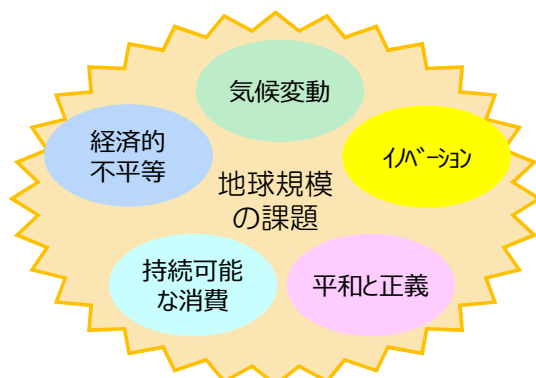 気候変動
経済的
不平等
ｲﾉﾍﾞｰｼｮﾝ
地球規模
の課題
持続可能
な消費
平和と正義